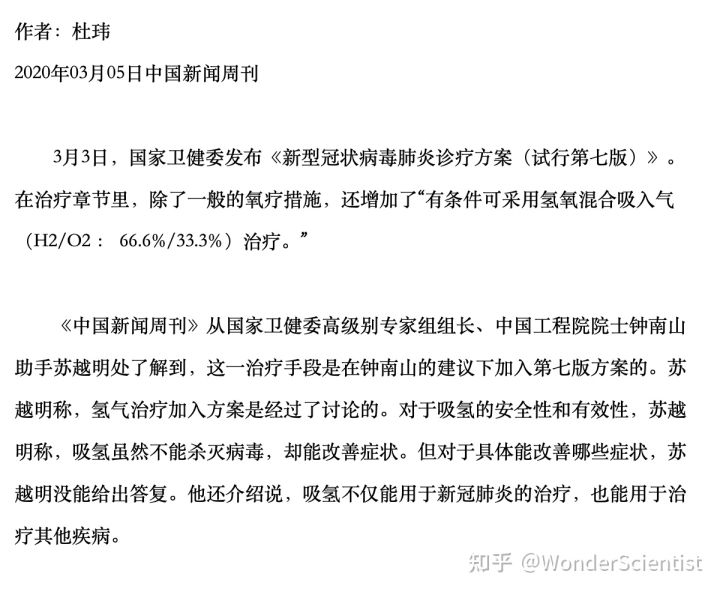 作者：杜玮
2020年03月05日中国新闻周刊
3月3日，国家卫健委发布《新型冠状病毒肺炎诊疗方案（试行第七版）》。
在治疗章节里，除了一般的氧疗措施，还增加了“有条件可采用氢氧混合吸入气
（H2/O2： 66.6%/33.3%）治疗。”
《中国新闻周刊》从国家卫健委高级别专家组组长、中国工程院院士钟南山
助手苏越明处了解到，这一治疗手段是在钟南山的建议下加入第七版方案的。苏
越明称，氢气治疗加入方案是经过了讨论的。对于吸氢的安全性和有效性，苏越
明称，吸氢虽然不能杀灭病毒，却能改善症状。但对于具体能改善哪些症状，苏
越明没能给出答复。他还介绍说，吸氢不仅能用于新冠肺炎的治疗，也能用于治
疗其他疾病。
知乎 @WonderScientist